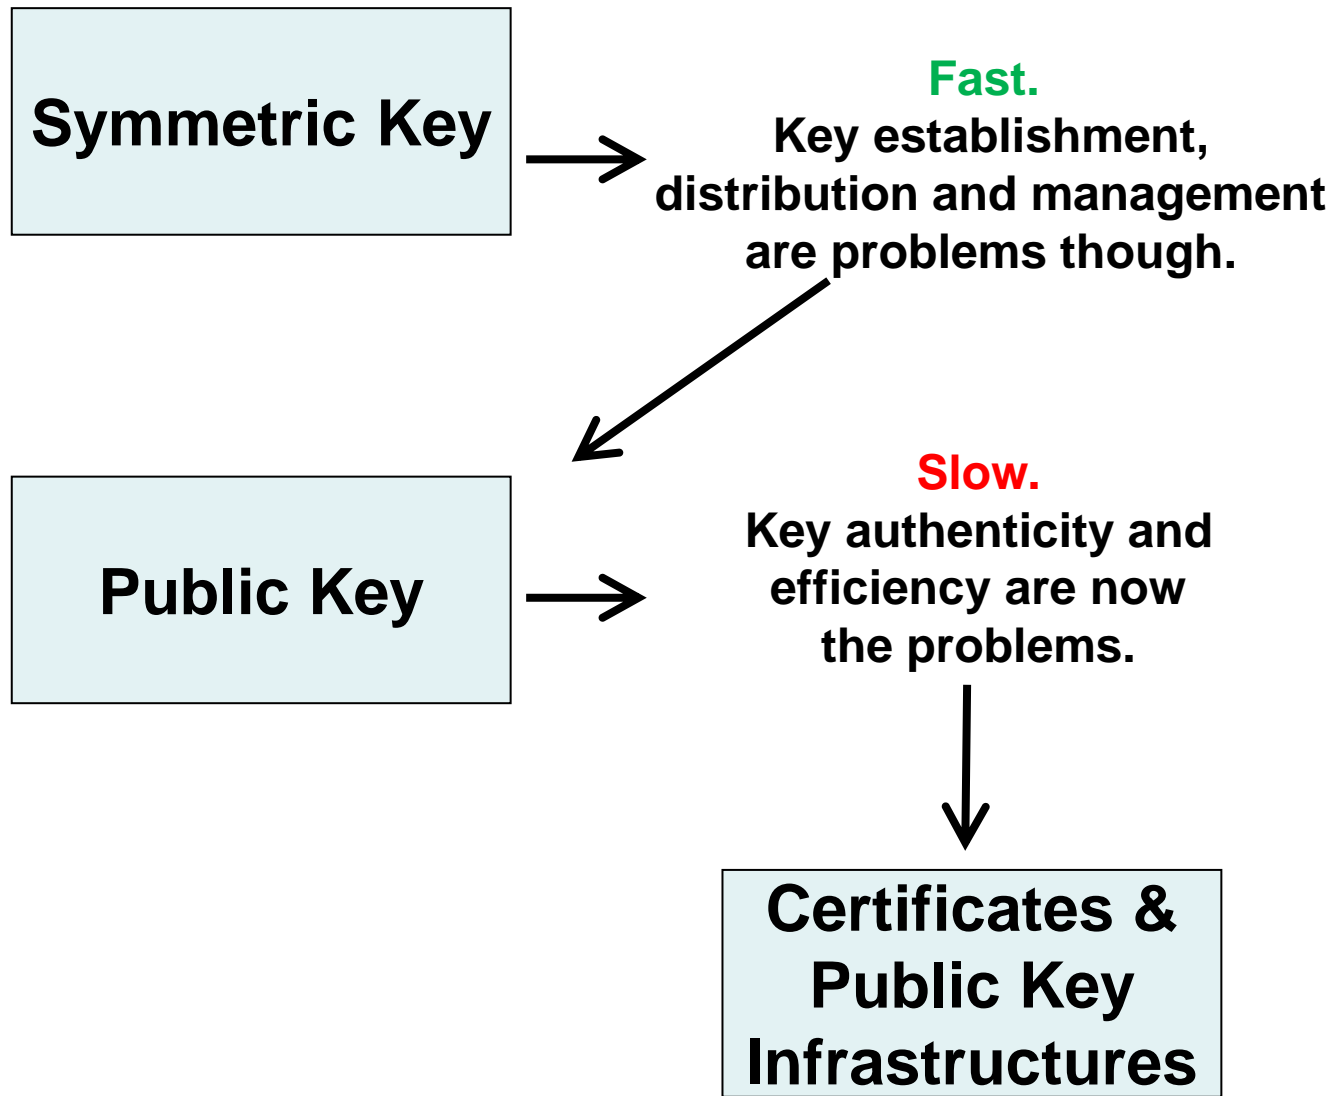 Symmetric Key
Fast.
Key establishment,
distribution and management
are problems though.
Public Key
Slow.
Key authenticity and
efficiency are now
the problems.
Certificates &
Public Key
Infrastructures